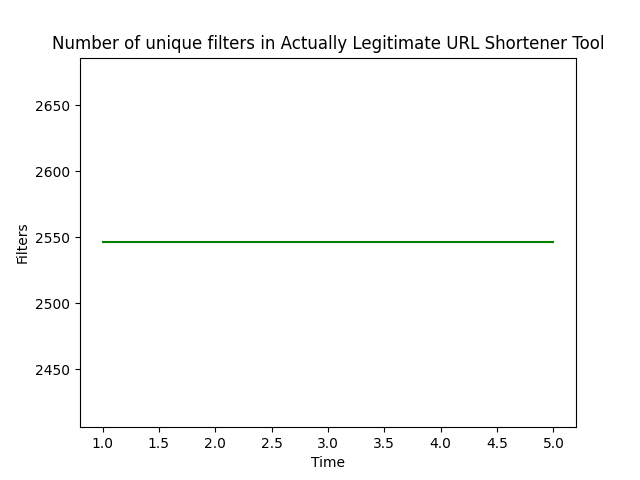 Number of unique filters in Actually Legitimate URL Shortener Tool
2650
2600
2550
2500
2450
Filters
1.0 1.5 2.0 2.5 3.0 3.5 4.0 4.5 5.0
Time